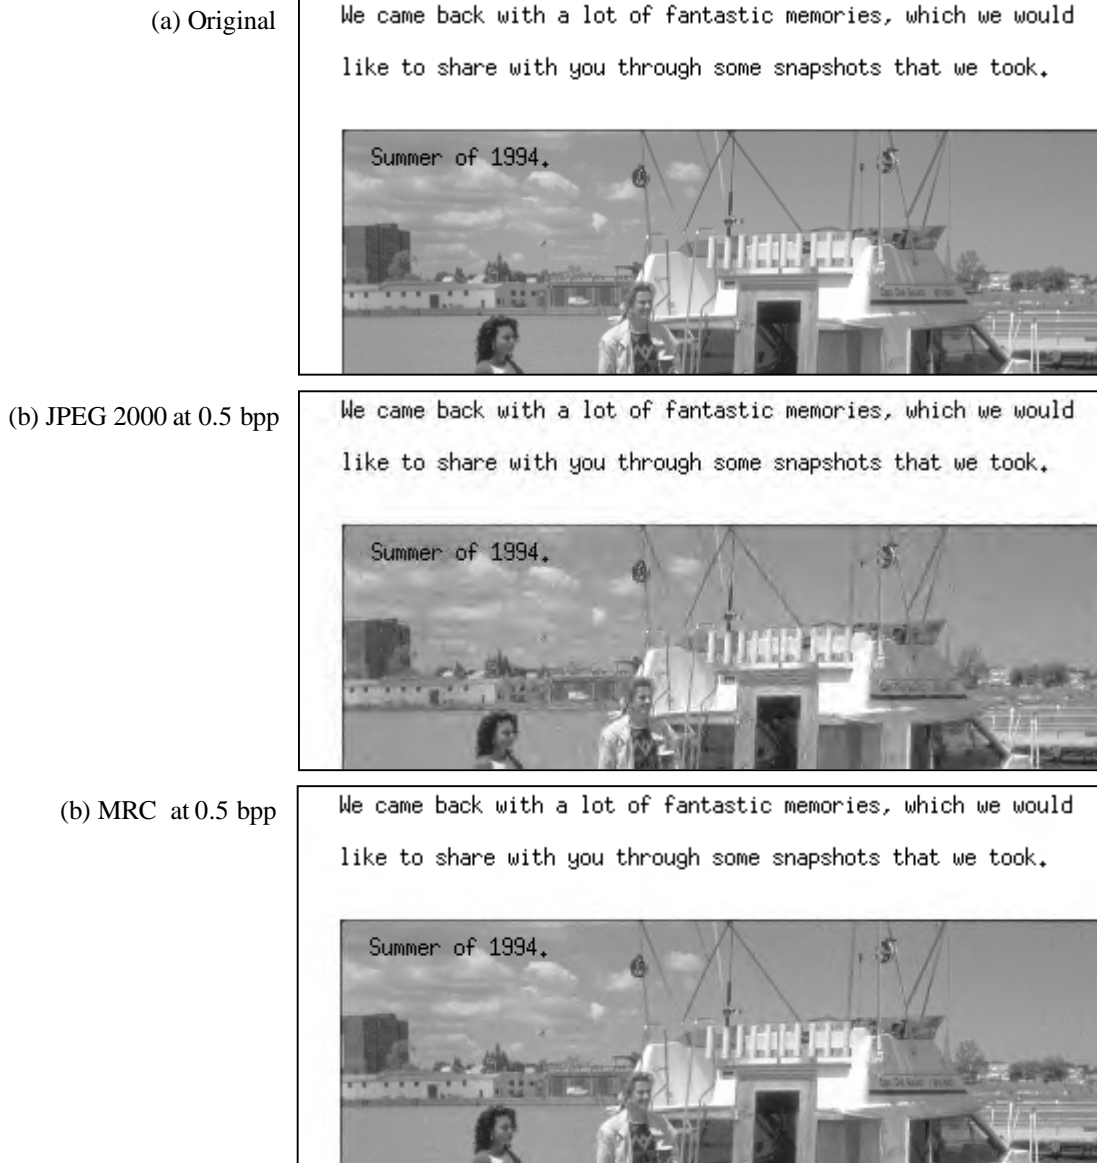 (a) Original
We came back with a lot of fantastic memories, which we would
like to share with you through some snapshots that we took.
Summer of 1994.
(b) JPEG 2000 at 0.5 bpp
We came back with a lot of fantastic memories, which we would
like to share with you through some snapshots that we took.
Summer of 1994.
(b) MRC at 0.5 bpp
We came back with a lot of fantastic memories, which we would
like to share with you through some snapshots that we took.
Summer of 1994.